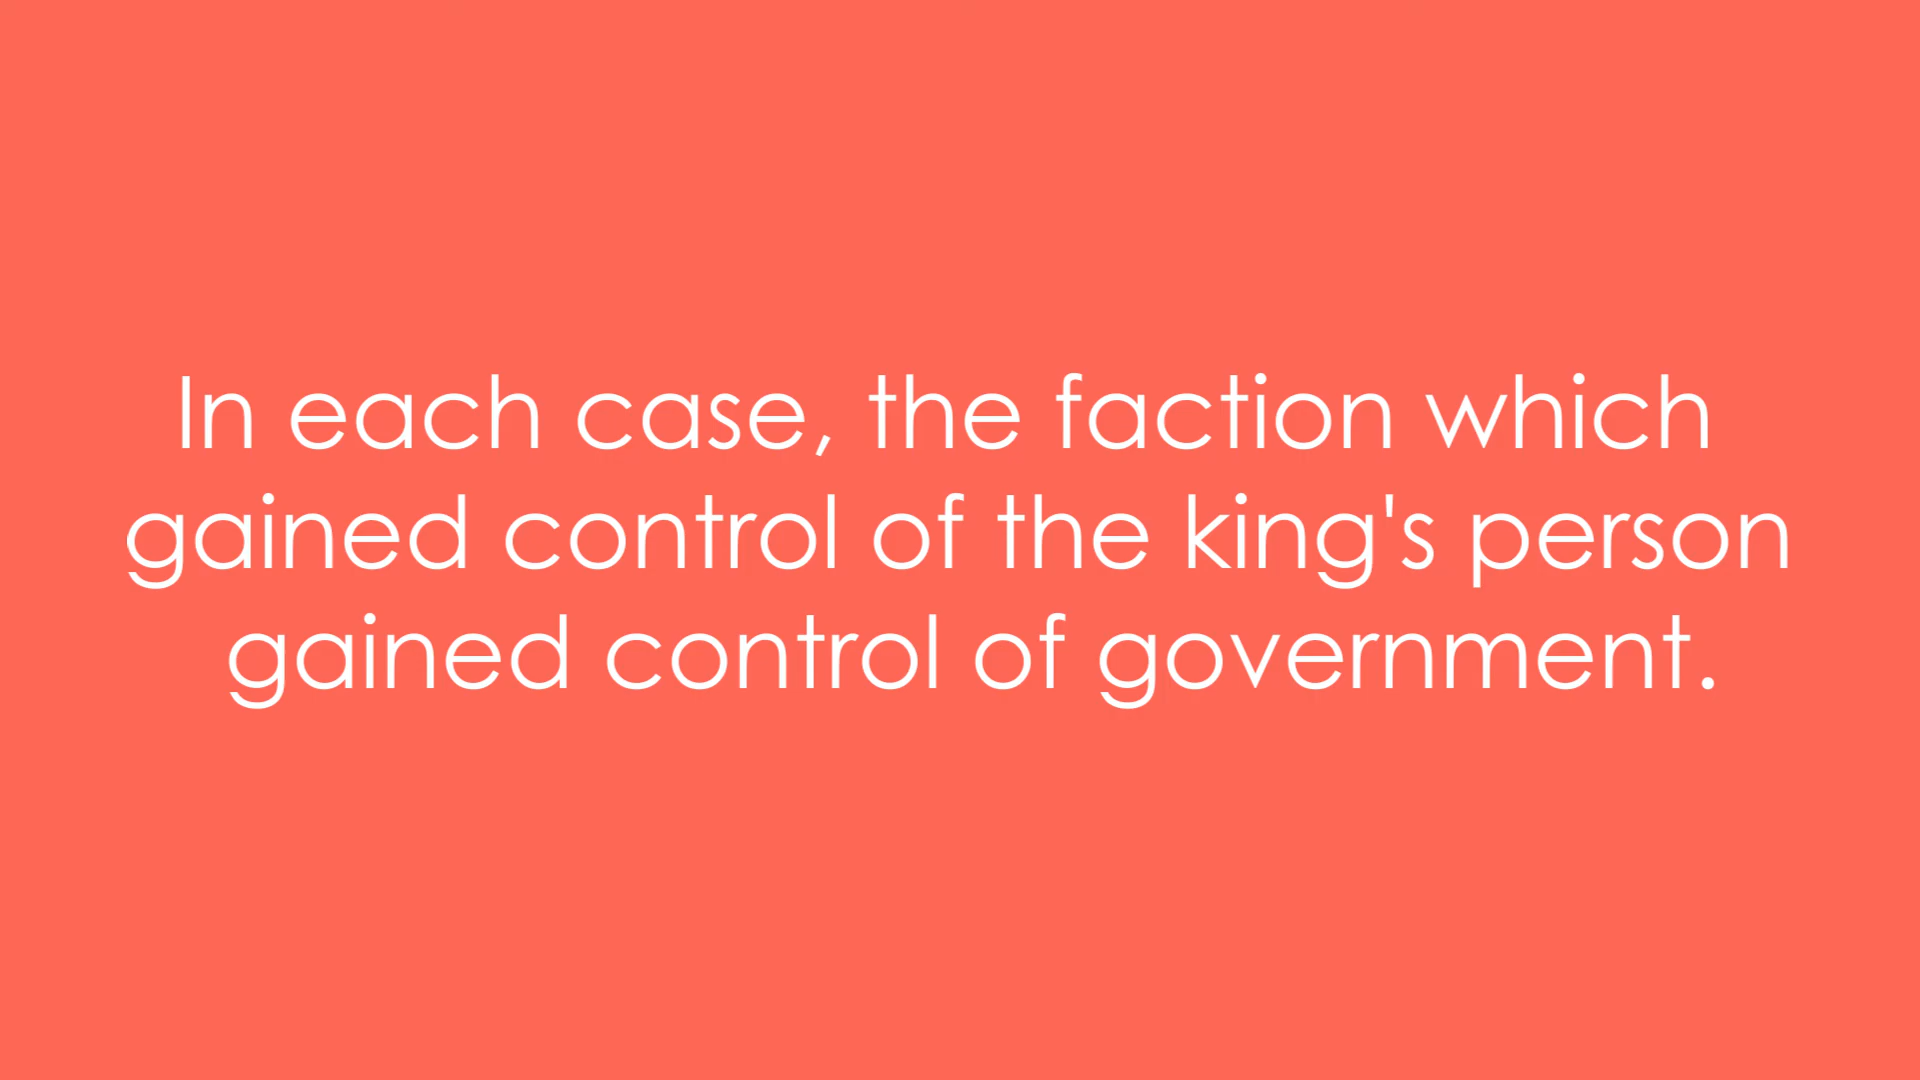 In each case, the faction which
gained control of the king's person
gained control of government.